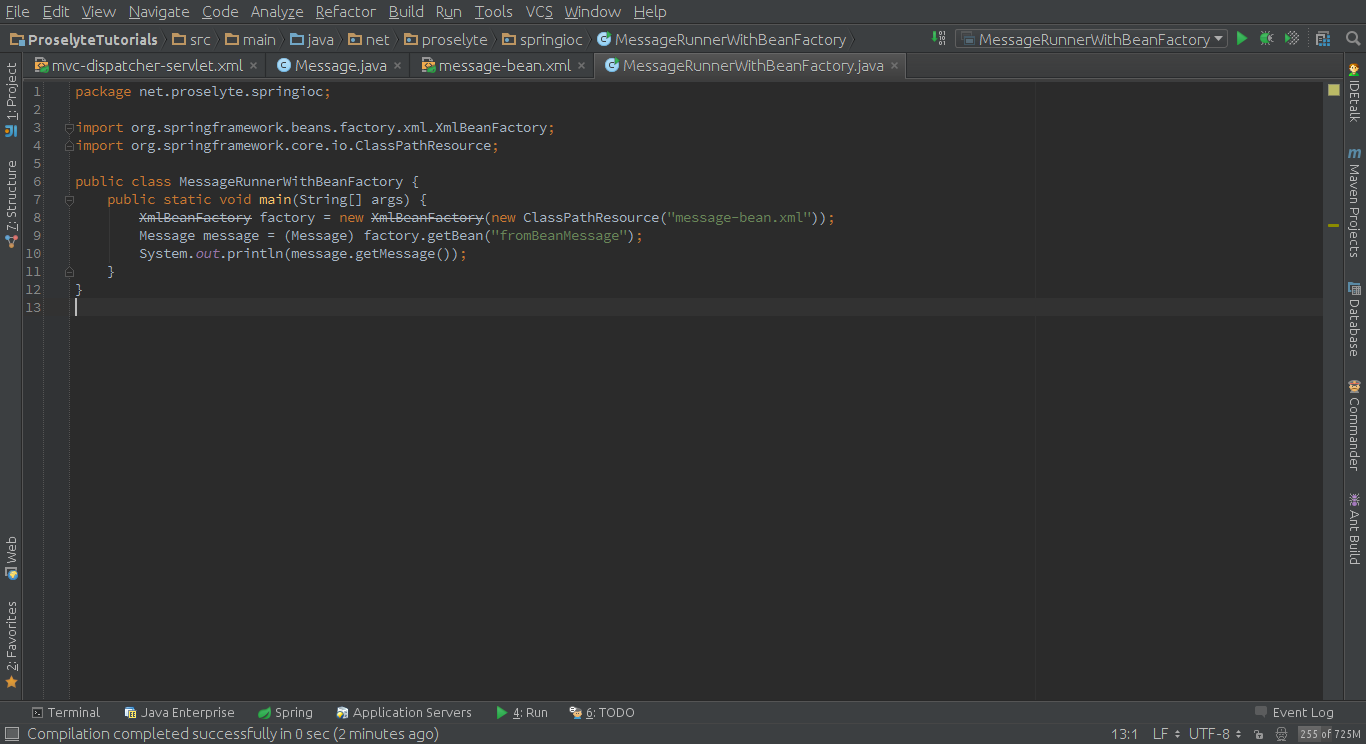 File Edit View Navigate Code Analyze Refactor Build Run Tools VCS Window Help
ProselyteTutorials src main java net proselyte springioc MessageRunnerWithBeanFactory MessageRunnerWithBeanFactory
mvc-dispatcher-servlet.xml Message.java message-bean.xml MessageRunnerWithBeanFactory.java
1 package net.proselyte.springioc;
2
3 import org.springframework.beans.factory.xml.XmlBeanFactory;
4 import org.springframework.core.io.ClassPathResource;
5
6 public class MessageRunnerWithBeanFactory {
7 public static void main(String[] args) {
8 XmlBeanFactory factory = new XmlBeanFactory(new ClassPathResource("message-bean.xml"));
9 Message message = (Message) factory.getBean("fromBeanMessage");
10 System.out.println(message.getMessage());
11 }
12 }
13
1: Project
7: Structure
Web
2: Favorites
IDEtalk
m Maven Projects
Database
Commander
Ant Build
Terminal Java Enterprise Spring Application Servers 4: Run 6: TODO Event Log
Compilation completed successfully in 0 sec (2 minutes ago) 13:1 LF UTF-8 255 of 725M